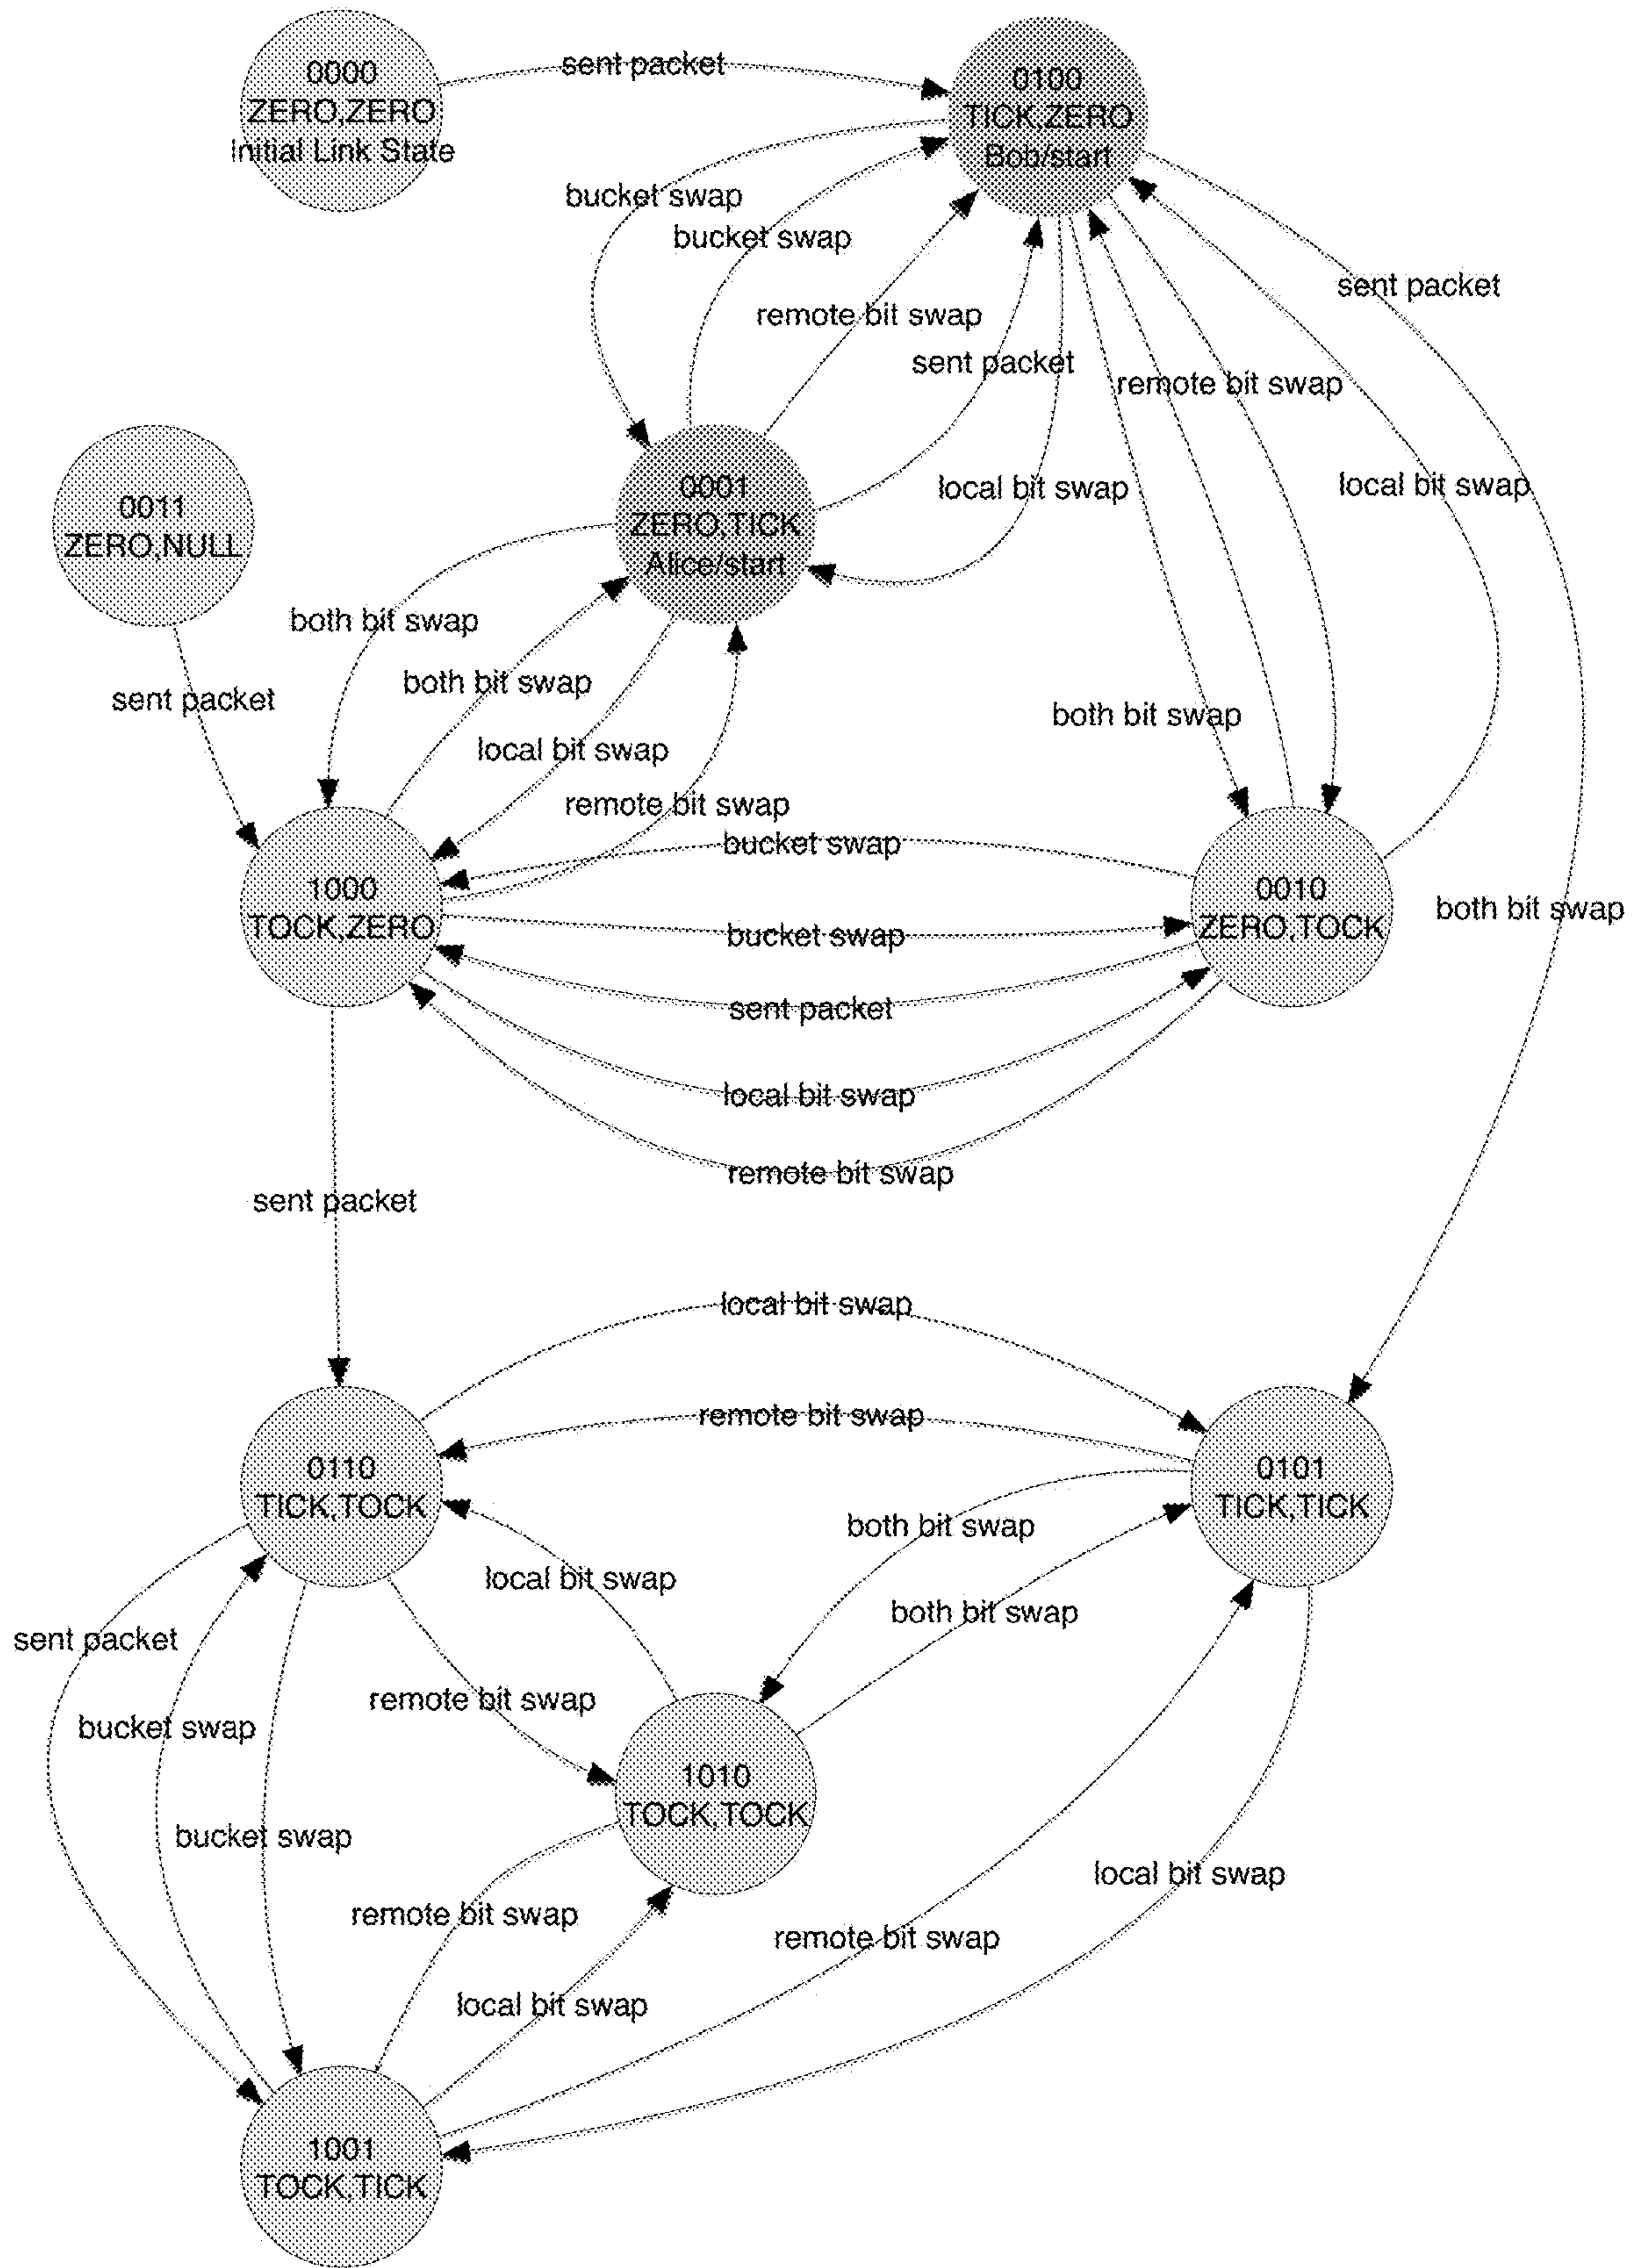 sent packet
0000
ZERO,ZERO
Initial Link State
0100
TICK,ZERO
Bob/start
bucket swap
bucket swap
sent packet
remote bit swap
sent packet
remote bit swap
local bit swap
local bit swap
0001
ZERO,TICK
Alice/start
0011
ZERO,NULL
both bit swap
both bit swap
sent packet
both bit swap
local bit swap
remote bit swap
bucket swap
1000
TOCK,ZERO
0010
ZERO,TOCK
both bit swap
bucket swap
sent packet
local bit swap
remote bit swap
sent packet
local bit swap
remote bit swap
0110
TICK,TOCK
0101
TICK,TICK
both bit swap
local bit swap
both bit swap
sent packet
remote bit swap
bucket swap
1010
TOCK,TOCK
bucket swap
local bit swap
remote bit swap
remote bit swap
local bit swap
1001
TOCK,TICK